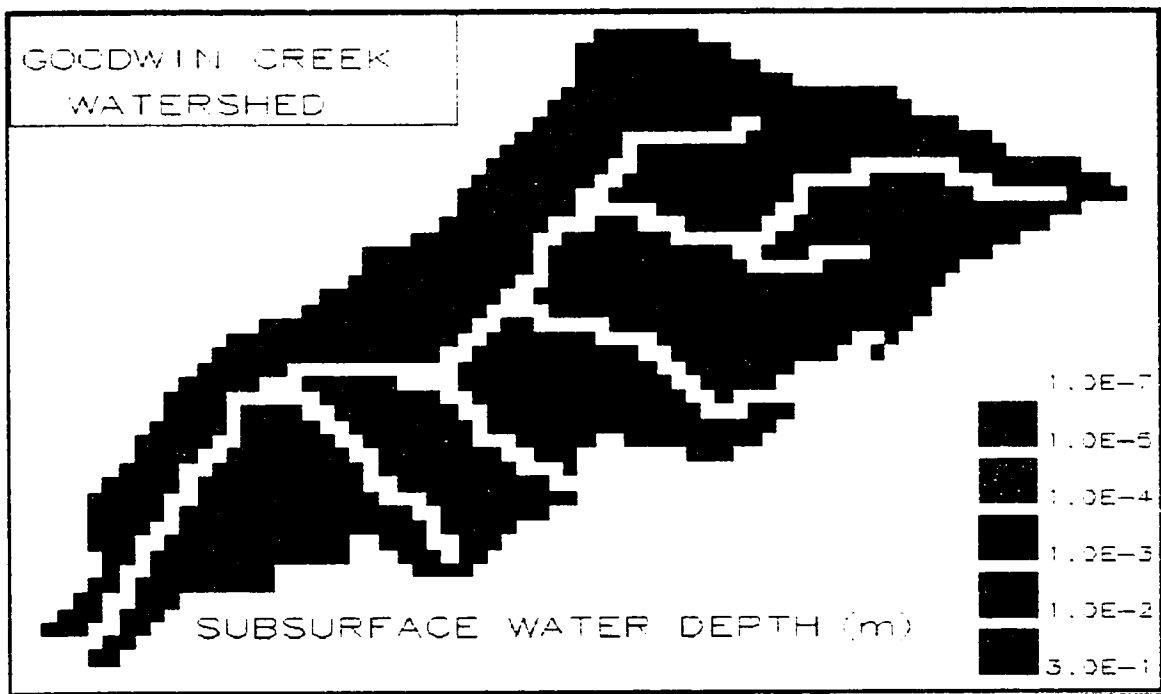 GOODWIN CREEK
WATERSHED
1.0E-7
1.0E-5
1.0E-4
1.0E-3
1.0E-2
3.0E-1
SUBSURFACE WATER DEPTH (m)